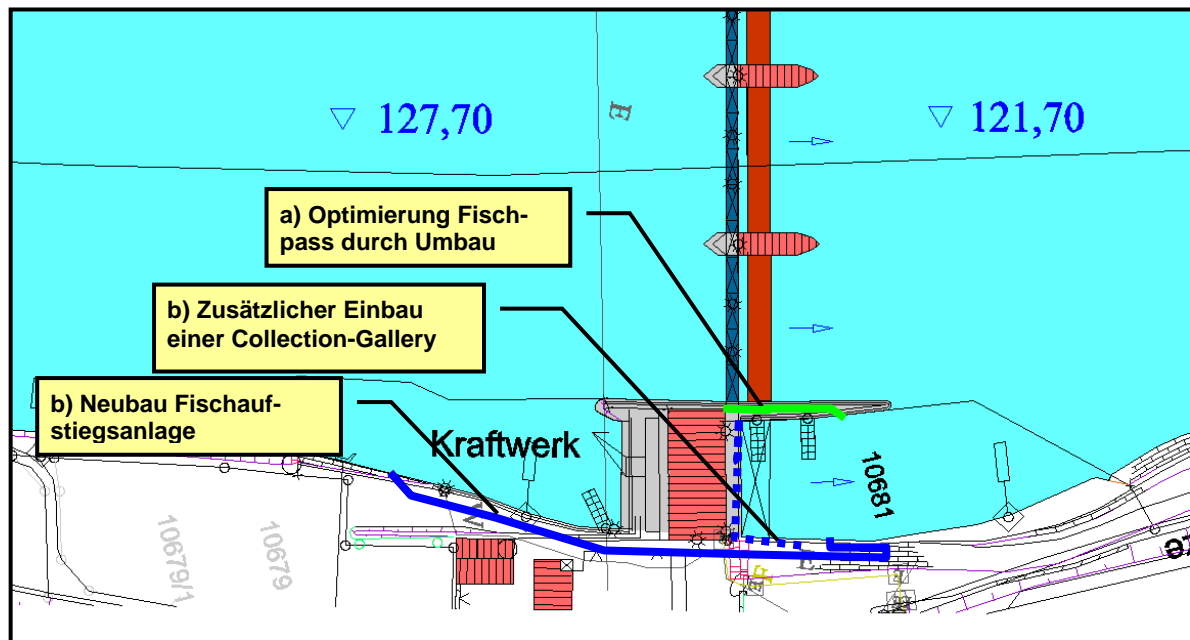 E
▽ 127,70
▽ 121,70
a) Optimierung Fisch-
pass durch Umbau
b) Zusätzlicher Einbau
einer Collection-Gallery
b) Neubau Fischauf-
stiegsanlage
Kraftwerk
10681
10679/1
10679
W
E
F